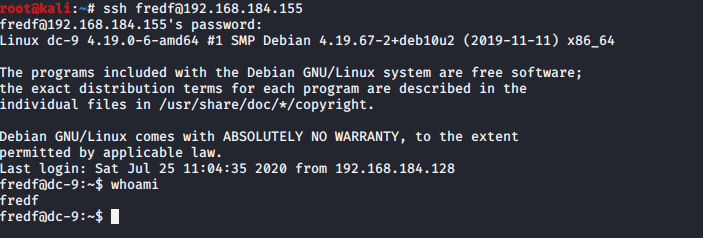 root@kali:~# ssh fredf@192.168.184.155
fredf@192.168.184.155's password:
Linux dc-9 4.19.0-6-amd64 #1 SMP Debian 4.19.67-2+deb10u2 (2019-11-11) x86_64
The programs included with the Debian GNU/Linux system are free software;
the exact distribution terms for each program are described in the
individual files in /usr/share/doc/*/copyright.
Debian GNU/Linux comes with ABSOLUTELY NO WARRANTY, to the extent
permitted by applicable law.
Last login: Sat Jul 25 11:04:35 2020 from 192.168.184.128
fredf@dc-9:~$ whoami
fredf
fredf@dc-9:~$